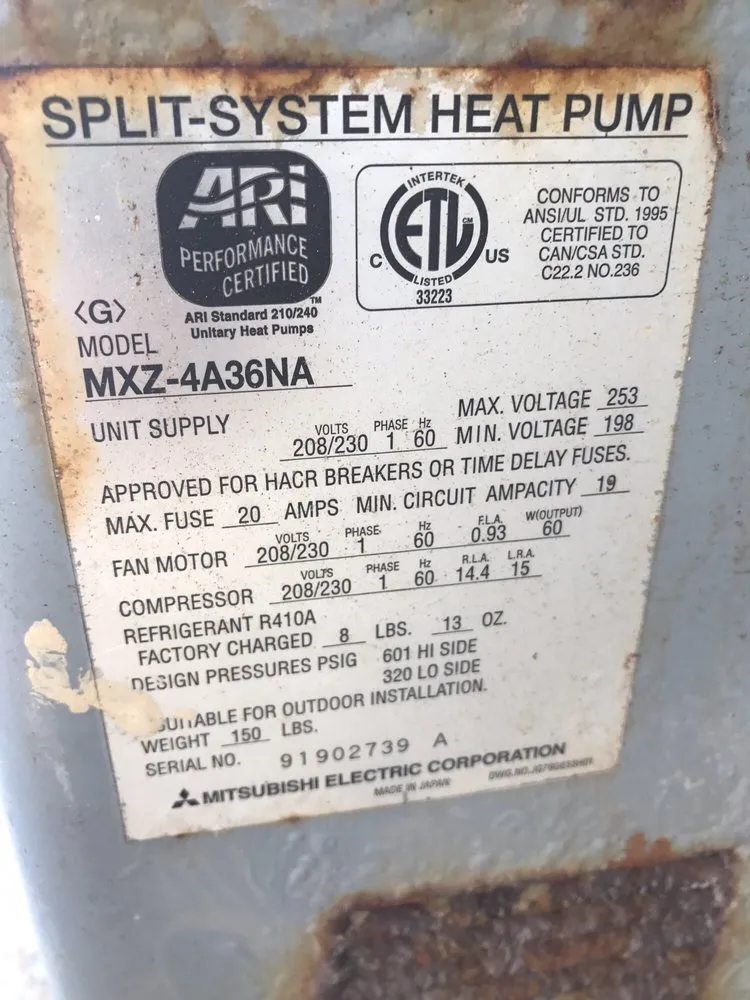 SPLIT-SYSTEM HEAT PUMP
ARI
PERFORMANCE
CERTIFIED
TM
ARI Standard 210/240
Unitary Heat Pumps
INTERTEK
ETL
CM
C US
LISTED
33223
CONFORMS TO
ANSI/UL STD. 1995
CERTIFIED TO
CAN/CSA STD.
C22.2 NO.236
<G>
MODEL
MXZ-4A36NA
UNIT SUPPLY VOLTS 208/230 PHASE 1 Hz 60
MAX. VOLTAGE 253
MIN. VOLTAGE 198
APPROVED FOR HACR BREAKERS OR TIME DELAY FUSES.
MAX. FUSE 20 AMPS MIN. CIRCUIT AMPACITY 19
VOLTS PHASE Hz F.L.A. W(OUTPUT)
FAN MOTOR 208/230 1 60 0.93 60
VOLTS PHASE Hz R.L.A. L.R.A.
COMPRESSOR 208/230 1 60 14.4 15
REFRIGERANT R410A
FACTORY CHARGED 8 LBS. 13 OZ.
DESIGN PRESSURES PSIG 601 HI SIDE
320 LO SIDE
SUITABLE FOR OUTDOOR INSTALLATION.
WEIGHT 150 LBS.
SERIAL NO. 91902739 A
MITSUBISHI ELECTRIC CORPORATION
MADE IN JAPAN DWG.NO.